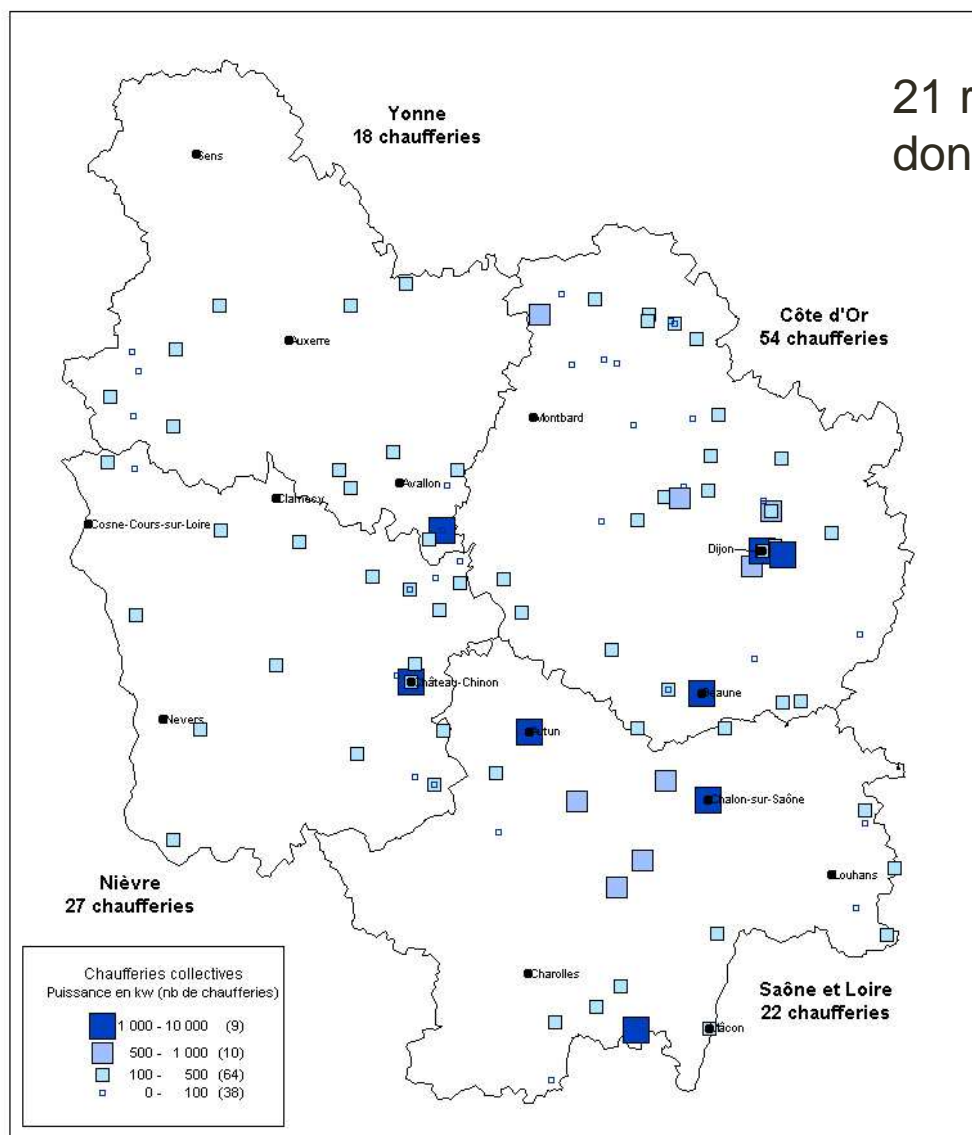 21 r
don
Yonne
18 chaufferies
Sens
Côte d'Or
54 chaufferies
Auxerre
Montbard
Avallon
Clamecy
Cosne-Cours-sur-Loire
Dijon
Château-Chinon
Beaune
Nevers
Autun
Chalon-sur-Saône
Louhans
Nièvre
27 chaufferies
Charolles
Saône et Loire
22 chaufferies
Mâcon
Chaufferies collectives
Puissance en kw (nb de chaufferies)
1 000 - 10 000 (9)
500 - 1 000 (10)
100 - 500 (64)
0 - 100 (38)